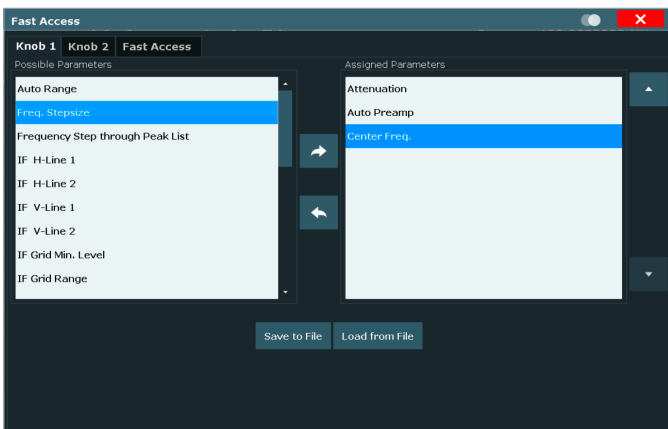 Fast Access
Knob 1 Knob 2 Fast Access
Possible Parameters
Auto Range
Freq. Stepsize
Frequency Step through Peak List
IF H-Line 1
IF H-Line 2
IF V-Line 1
IF V-Line 2
IF Grid Min. Level
IF Grid Range
Assigned Parameters
Attenuation
Auto Preamp
Center Freq.
Save to File Load from File